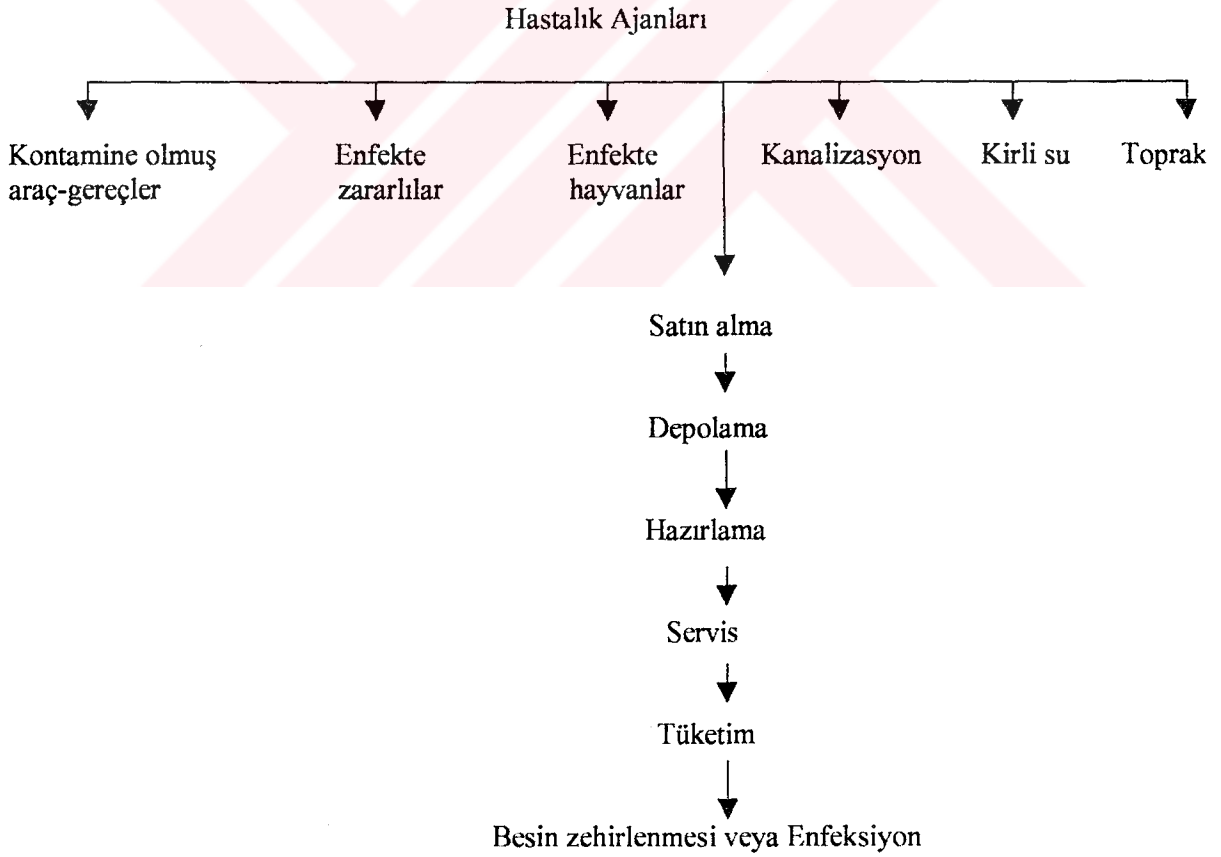 Hastalık Ajanları
Kontamine olmuş
araç-gereçler
Enfekte
zararlılar
Enfekte
hayvanlar
Kanalizasyon
Kirli su
Toprak
Satın alma
Depolama
Hazırlama
Servis
Tüketim
Besin zehirlenmesi veya Enfeksiyon